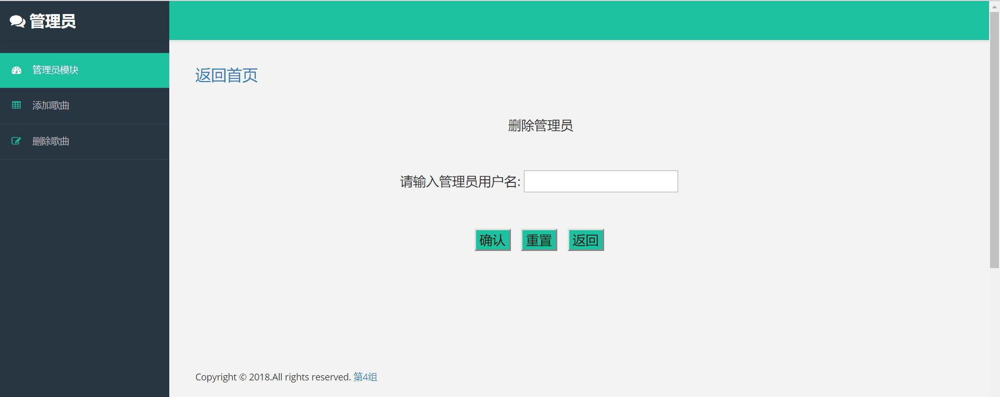 管理员
管理员模块
添加歌曲
删除歌曲
返回首页
删除管理员
请输入管理员用户名:
确认 重置 返回
Copyright © 2018.All rights reserved. 第4组